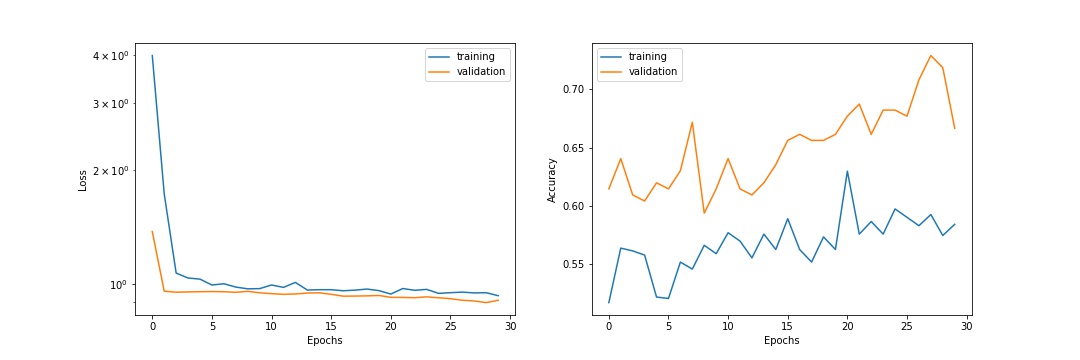 4 × 10⁰
3 × 10⁰
2 × 10⁰
10⁰
Loss
0 5 10 15 20 25 30
Epochs
training
validation
0.70
0.65
0.60
0.55
Accuracy
0 5 10 15 20 25 30
Epochs
training
validation